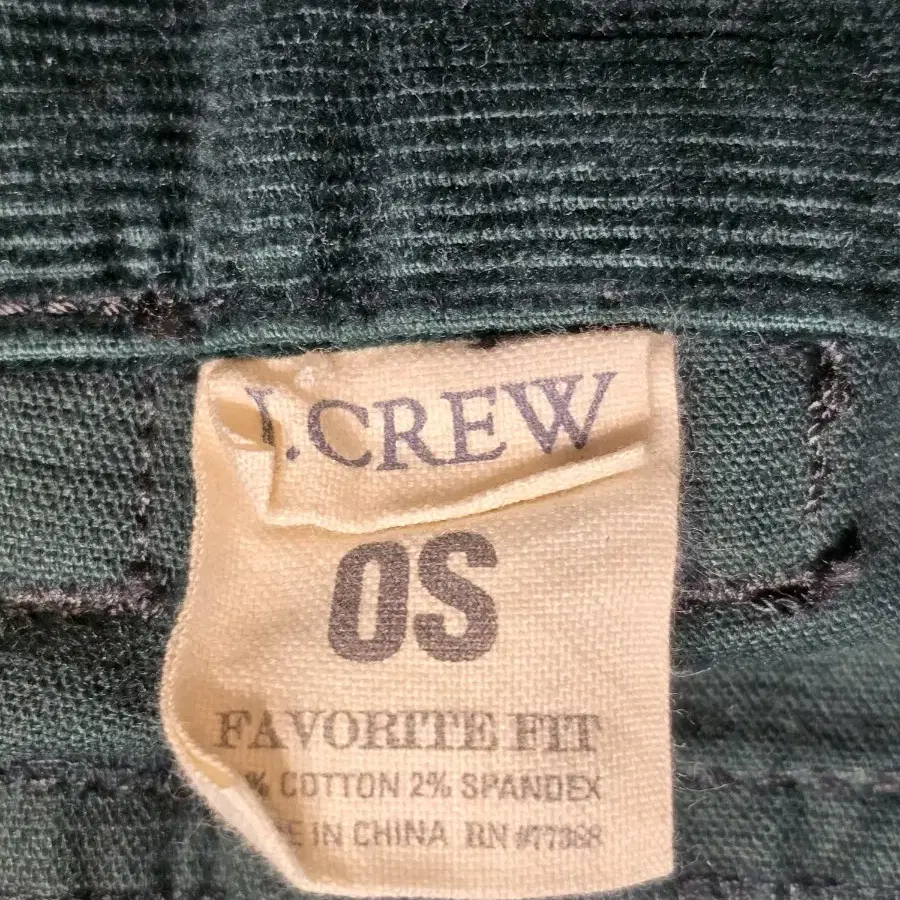 J.CREW
0S
FAVORITE FIT
% COTTON 2% SPANDEX
E IN CHINA RN #77388